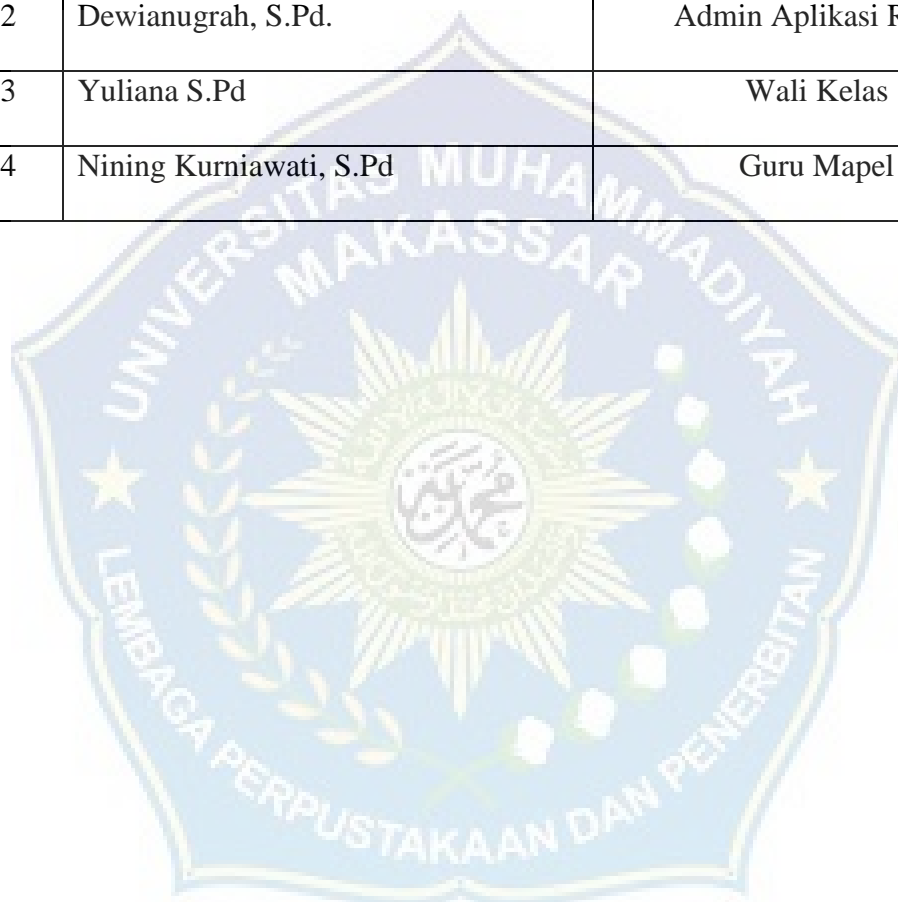 2 Dewianugrah, S.Pd. Admin Aplikasi R
3 Yuliana S.Pd Wali Kelas
4 Nining Kurniawati, S.Pd Guru Mapel
UNIVERSITAS MUHAMMADIYAH
MAKASSAR
محمدية
LEMBAGA PERPUSTAKAAN DAN PENERBITAN